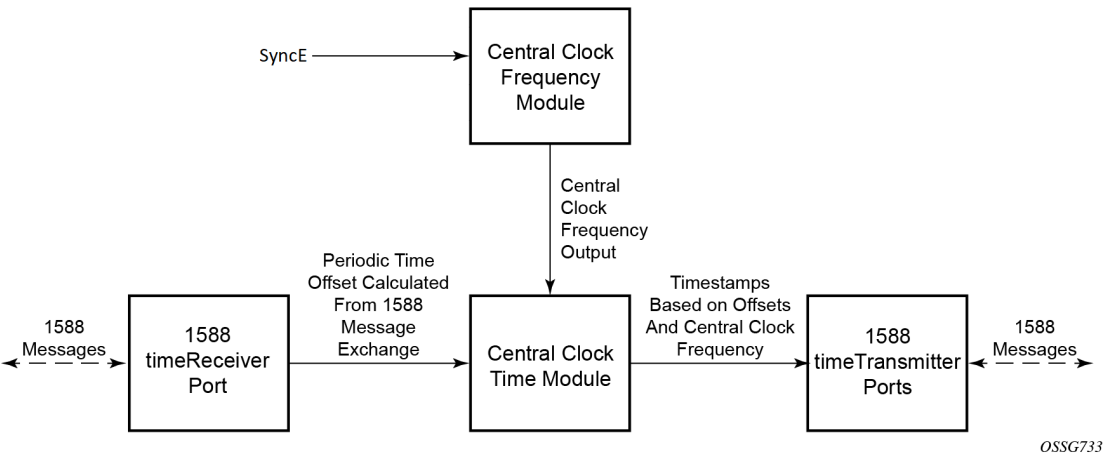 SyncE
Central Clock
Frequency
Module
Central
Clock
Frequency
Output
Periodic Time
Offset Calculated
From 1588
Message
Exchange
Timestamps
Based on Offsets
And Central Clock
Frequency
1588
Messages
1588
timeReceiver
Port
Central Clock
Time Module
1588
timeTransmitter
Ports
1588
Messages
OSSG733